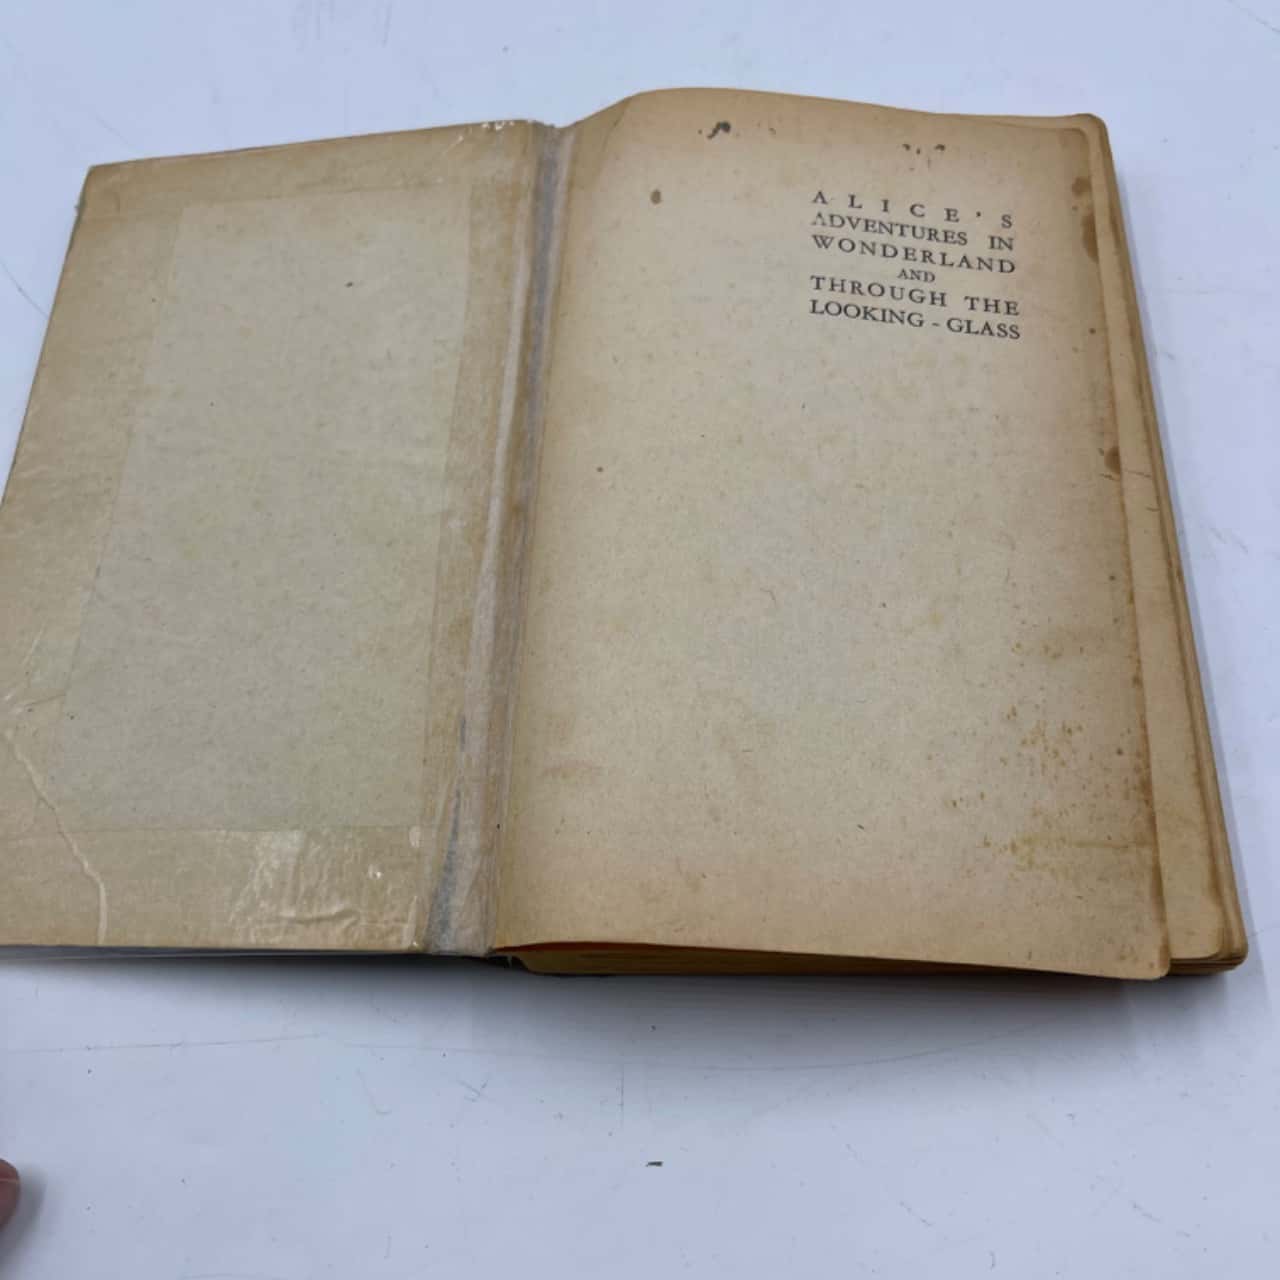 ALICE'S
ADVENTURES IN
WONDERLAND
AND
THROUGH THE
LOOKING-GLASS